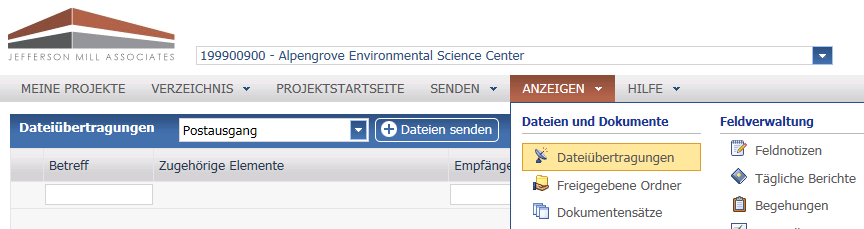 JEFFERSON MILL ASSOCIATES
199900900 - Alpengrove Environmental Science Center
MEINE PROJEKTE VERZEICHNIS PROJEKTSTARTSEITE SENDEN ANZEIGEN HILFE
Dateiübertragungen Postausgang Dateien senden
Betreff Zugehörige Elemente Empfänge
Dateien und Dokumente
Dateiübertragungen
Freigegebene Ordner
Dokumentensätze
Feldverwaltung
Feldnotizen
Tägliche Berichte
Begehungen